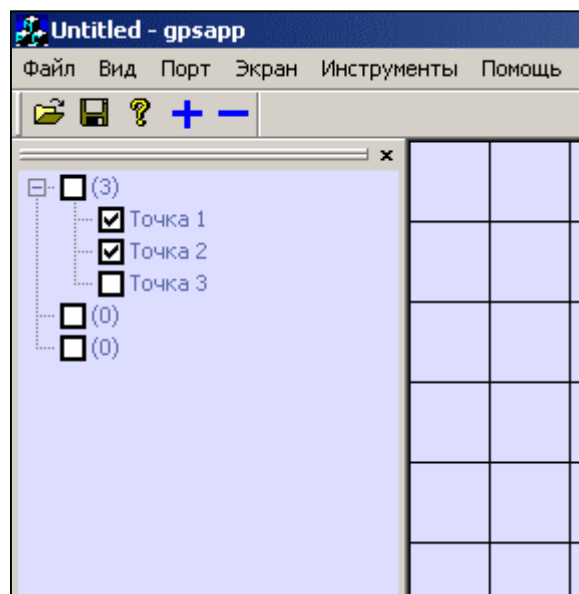 Untitled - gpsapp
Файл Вид Порт Экран Инструменты Помощь
(3)
Точка 1
Точка 2
Точка 3
(0)
(0)